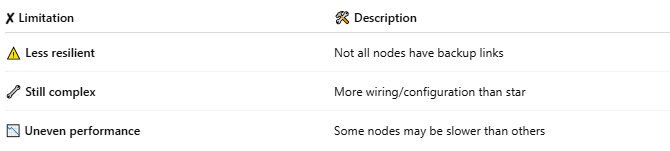 ✗ Limitation 🛠️ Description
⚠️ Less resilient Not all nodes have backup links
🔗 Still complex More wiring/configuration than star
📉 Uneven performance Some nodes may be slower than others